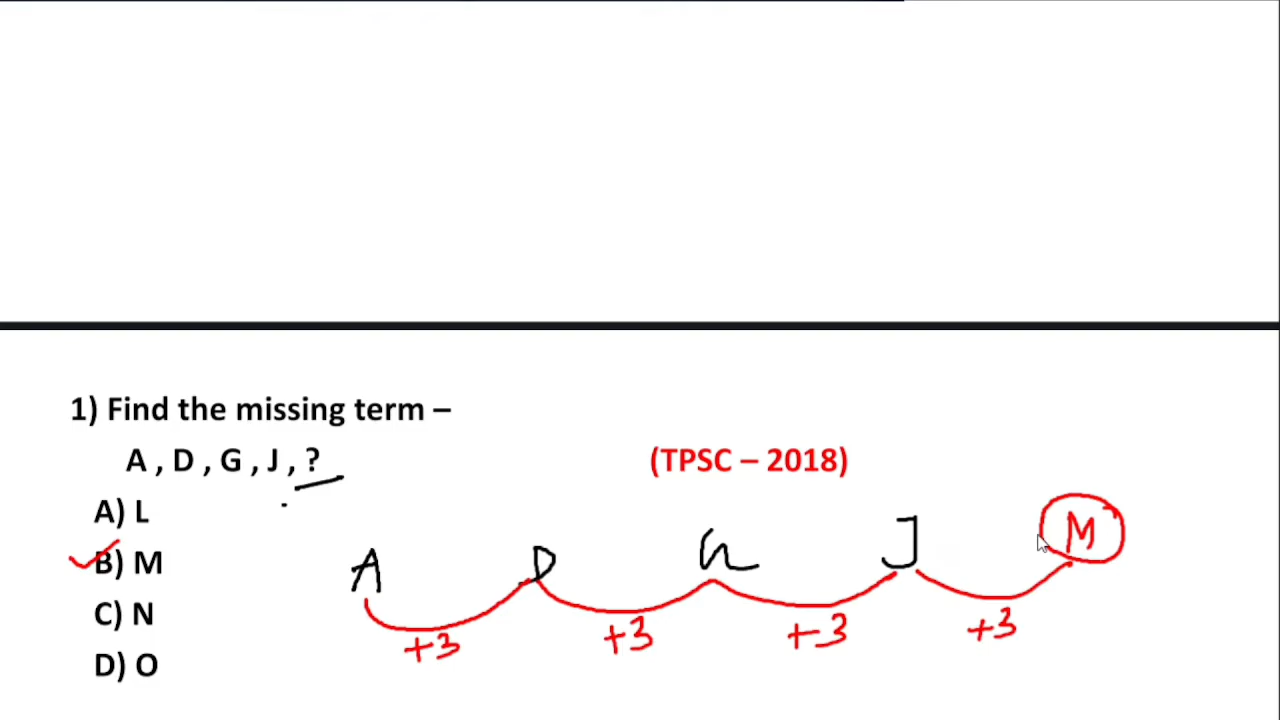 1) Find the missing term –
A , D , G , J , ?
(TPSC – 2018)
A) L
B) M
C) N
D) O
A D G J M
+3 +3 +3 +3